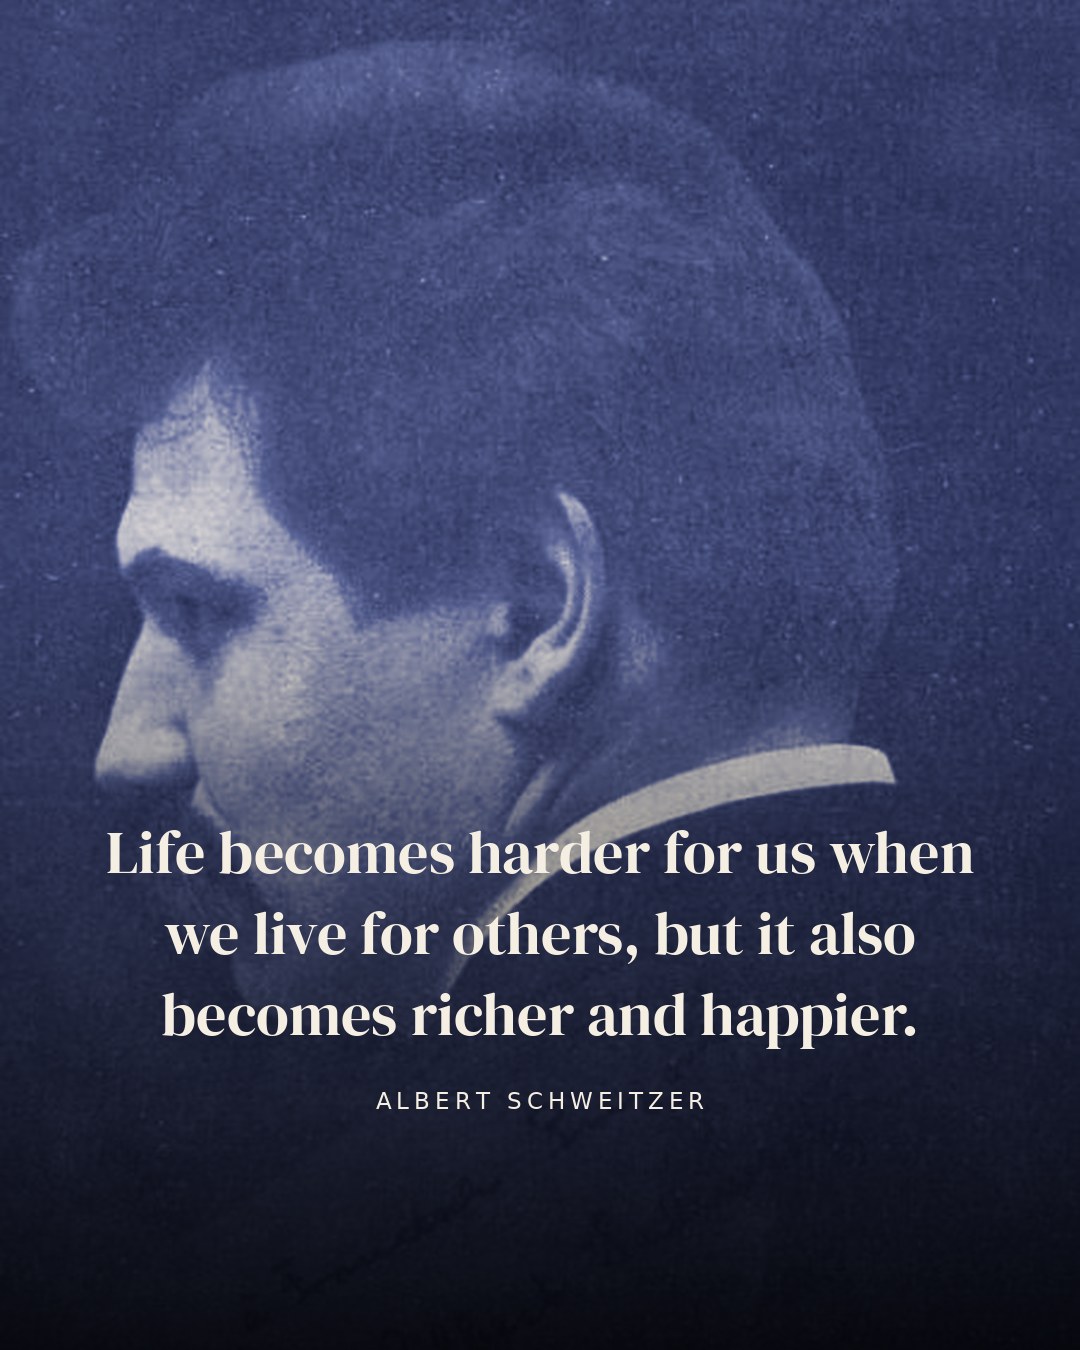 Life becomes harder for us when
we live for others, but it also
becomes richer and happier.
ALBERT SCHWEITZER